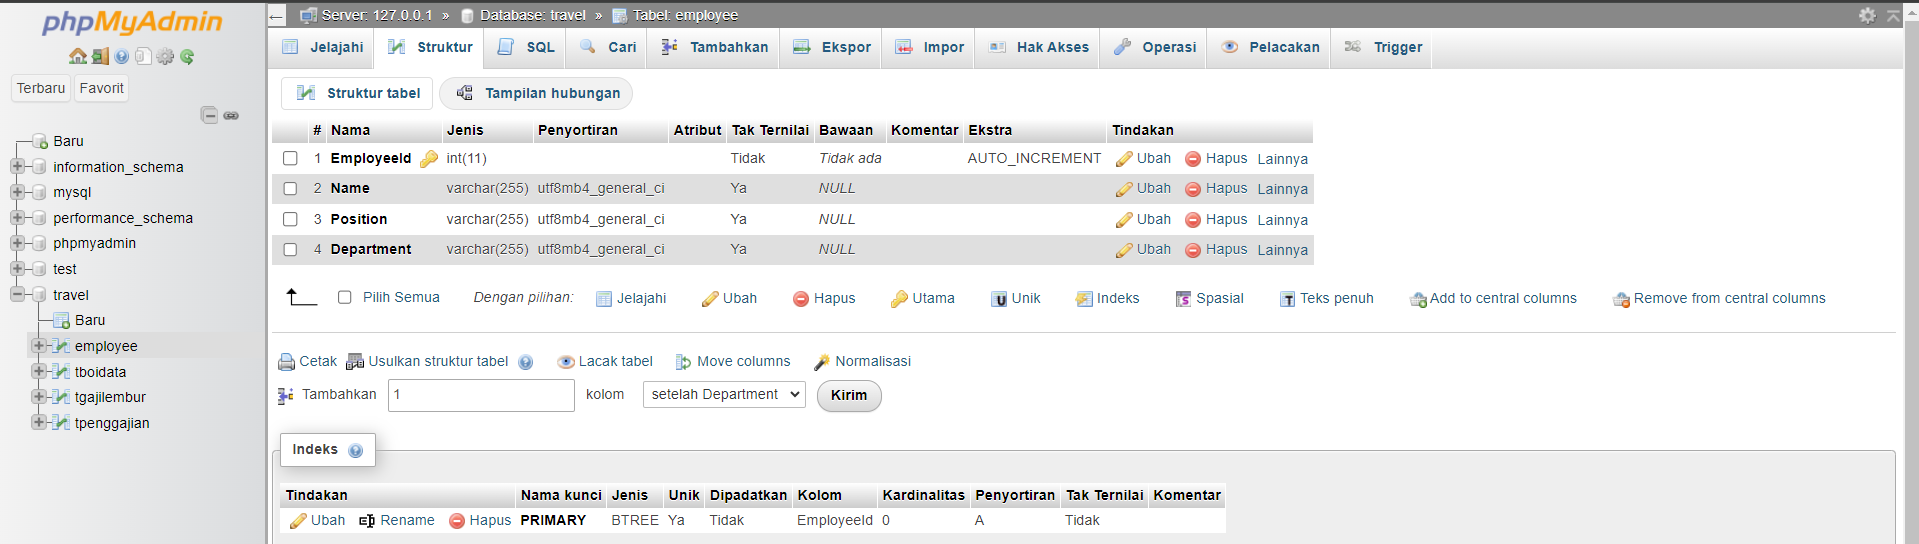 phpMyAdmin
Terbaru Favorit
Baru
information_schema
mysql
performance_schema
phpmyadmin
test
travel
Baru
employee
tboidata
tgajilembur
tpenggajian
Server: 127.0.0.1 » Database: travel » Tabel: employee
Jelajahi Struktur SQL Cari Tambahkan Ekspor Impor Hak Akses Operasi Pelacakan Trigger
Struktur tabel Tampilan hubungan
# Nama Jenis Penyortiran Atribut Tak Ternilai Bawaan Komentar Ekstra Tindakan
1 EmployeeId int(11) Tidak Tidak ada AUTO_INCREMENT Ubah Hapus Lainnya
2 Name varchar(255) utf8mb4_general_ci Ya NULL Ubah Hapus Lainnya
3 Position varchar(255) utf8mb4_general_ci Ya NULL Ubah Hapus Lainnya
4 Department varchar(255) utf8mb4_general_ci Ya NULL Ubah Hapus Lainnya
Pilih Semua Dengan pilihan: Jelajahi Ubah Hapus Utama Unik Indeks Spasial Teks penuh Add to central columns Remove from central columns
Cetak Usulkan struktur tabel Lacak tabel Move columns Normalisasi
Tambahkan 1 kolom setelah Department Kirim
Indeks
Tindakan Nama kunci Jenis Unik Dipadatkan Kolom Kardinalitas Penyortiran Tak Ternilai Komentar
Ubah Rename Hapus PRIMARY BTREE Ya Tidak EmployeeId 0 A Tidak